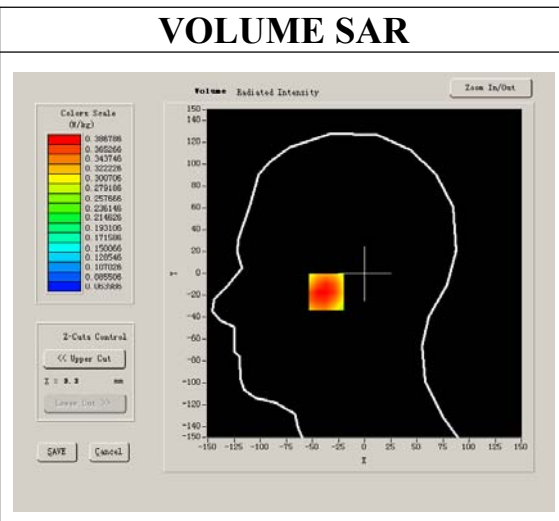 VOLUME SAR
Volume Radiated Intensity
Zoom In/Out
Colors Scale
(W/kg)
0.386786
0.365266
0.343746
0.322226
0.300706
0.279186
0.257666
0.236146
0.214626
0.193106
0.171586
0.150066
0.128546
0.107026
0.085506
0.063986
Z-Cuts Control
<< Upper Cut
mm
Lower Cut >>
SAVE
Cancel
150
140
120
100
80
60
40
20
0
-20
-40
-60
-80
-100
-120
-140
-150
Y
-150 -125 -100 -75 -50 -25 0 25 50 75 100 125 150
X